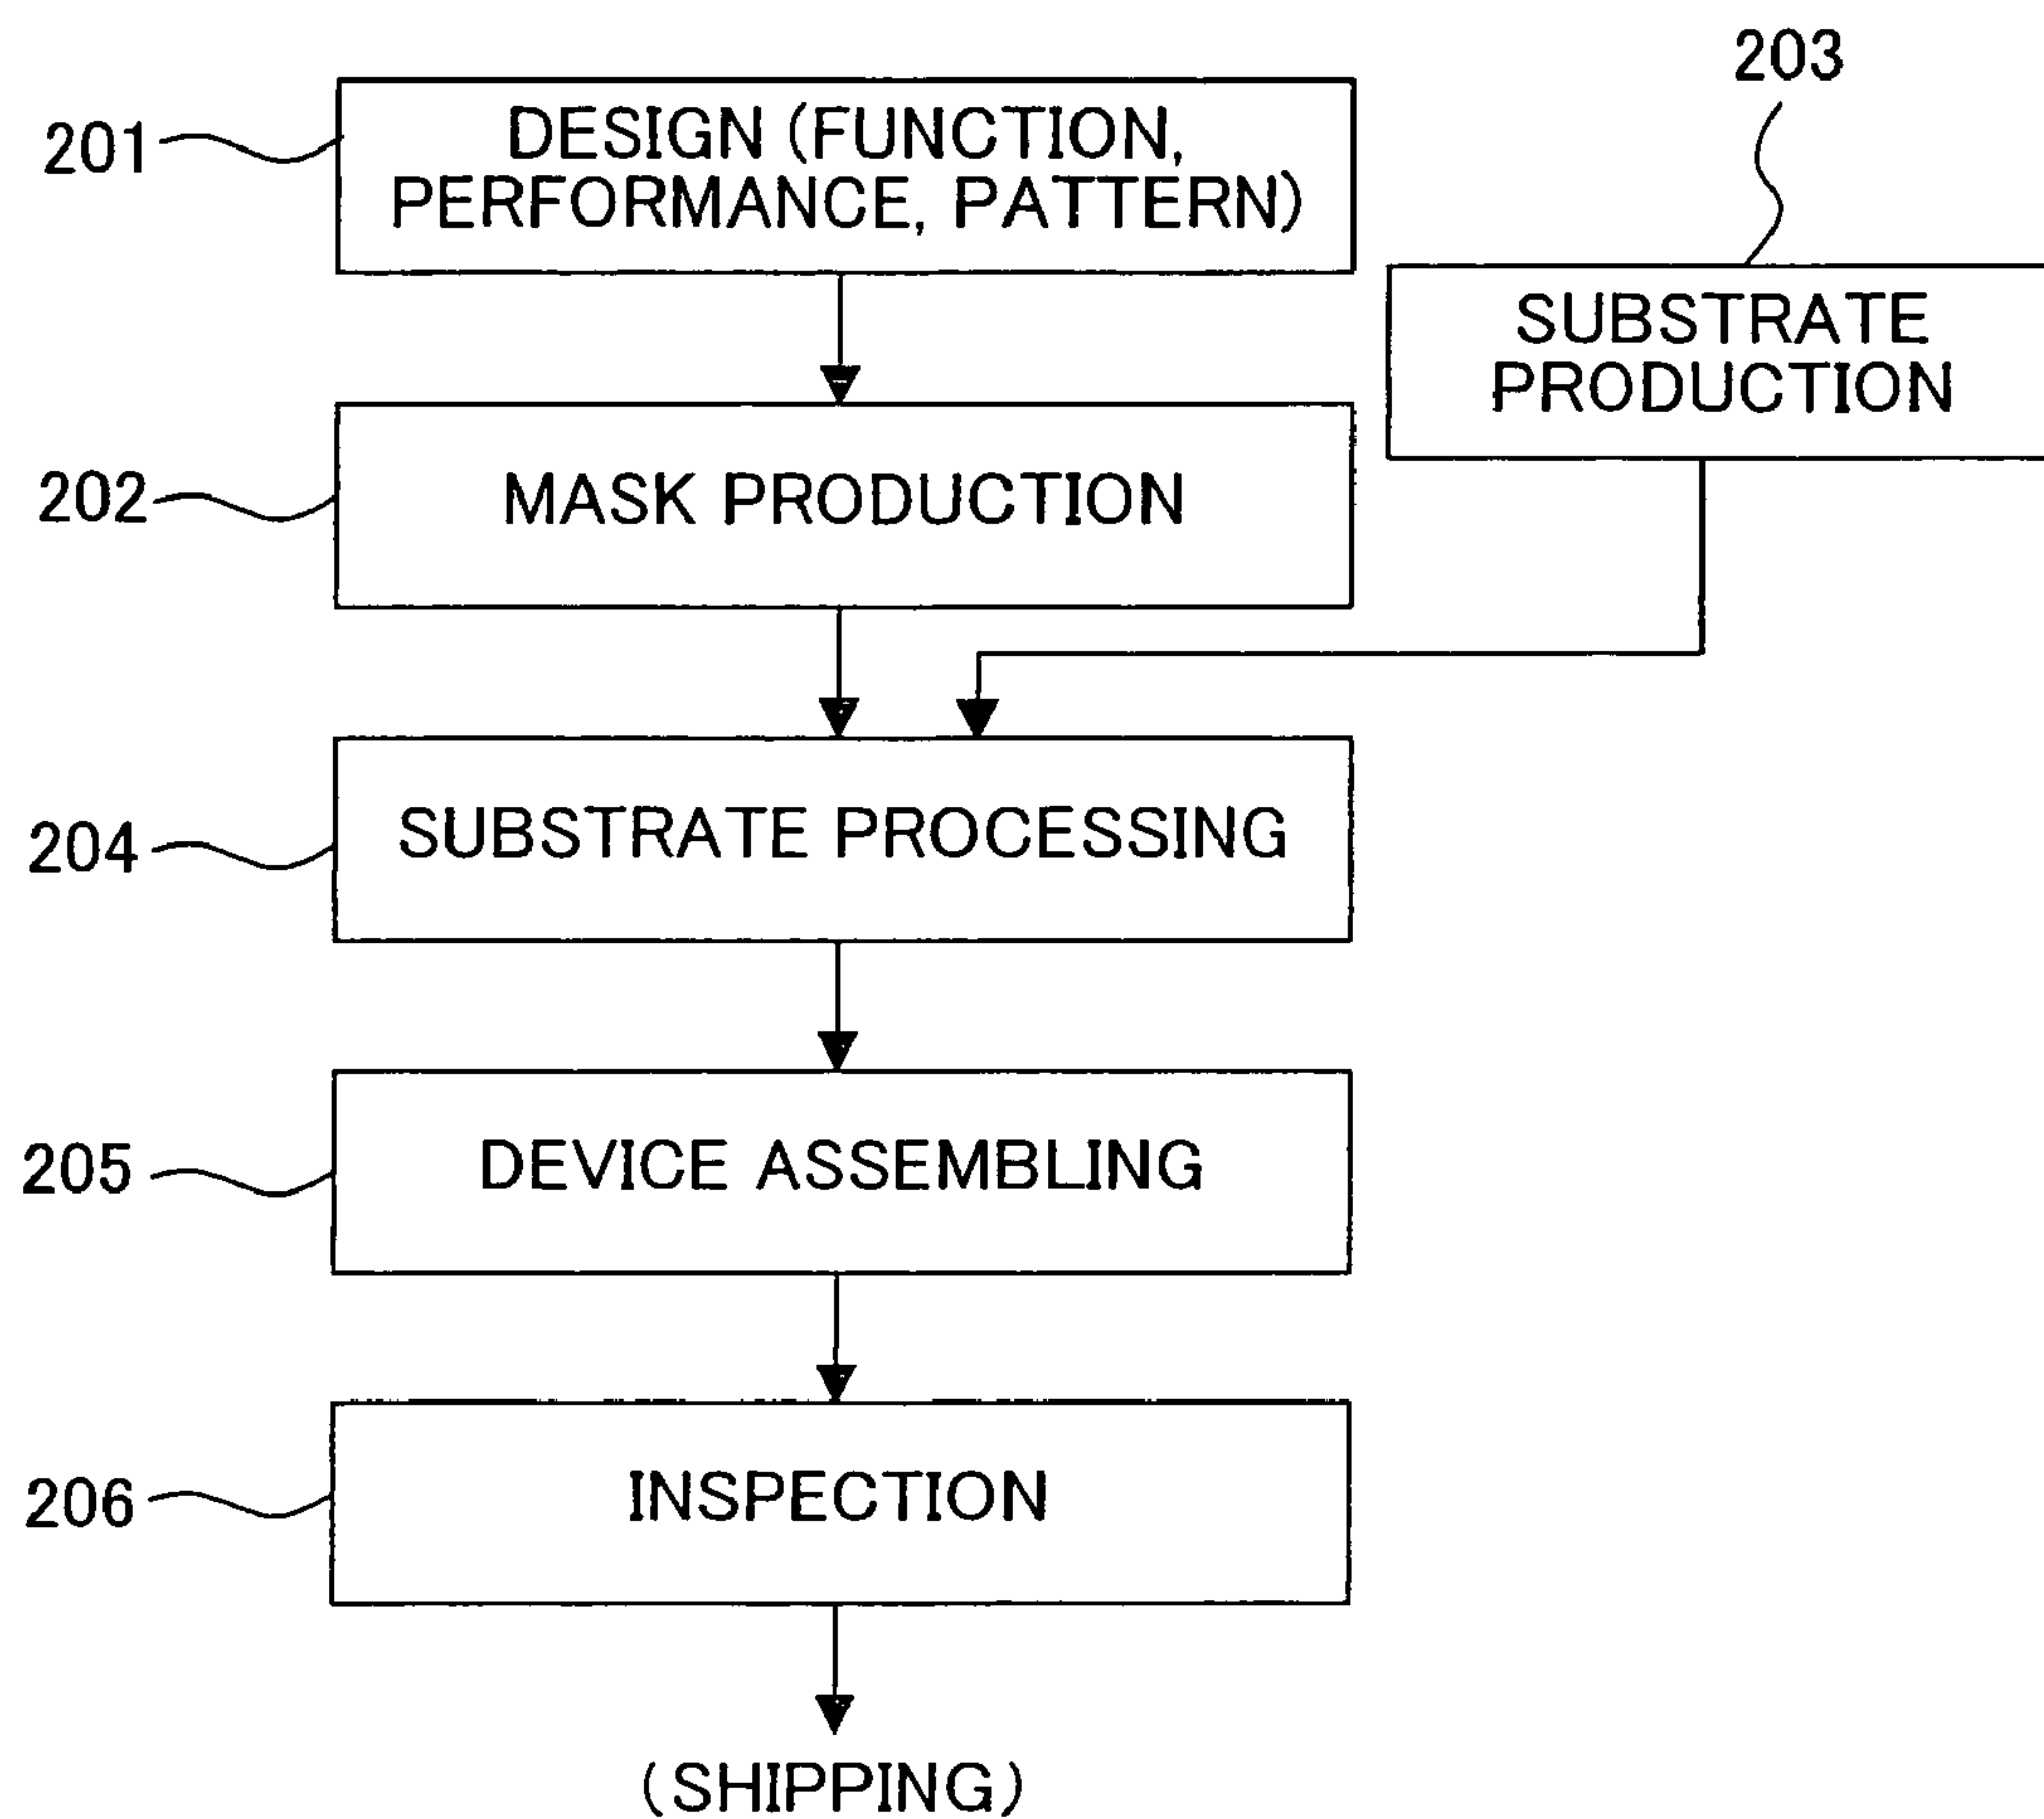 203
201
DESIGN (FUNCTION,
PERFORMANCE, PATTERN)
SUBSTRATE
PRODUCTION
202
MASK PRODUCTION
204
SUBSTRATE PROCESSING
205
DEVICE ASSEMBLING
206
INSPECTION
(SHIPPING)